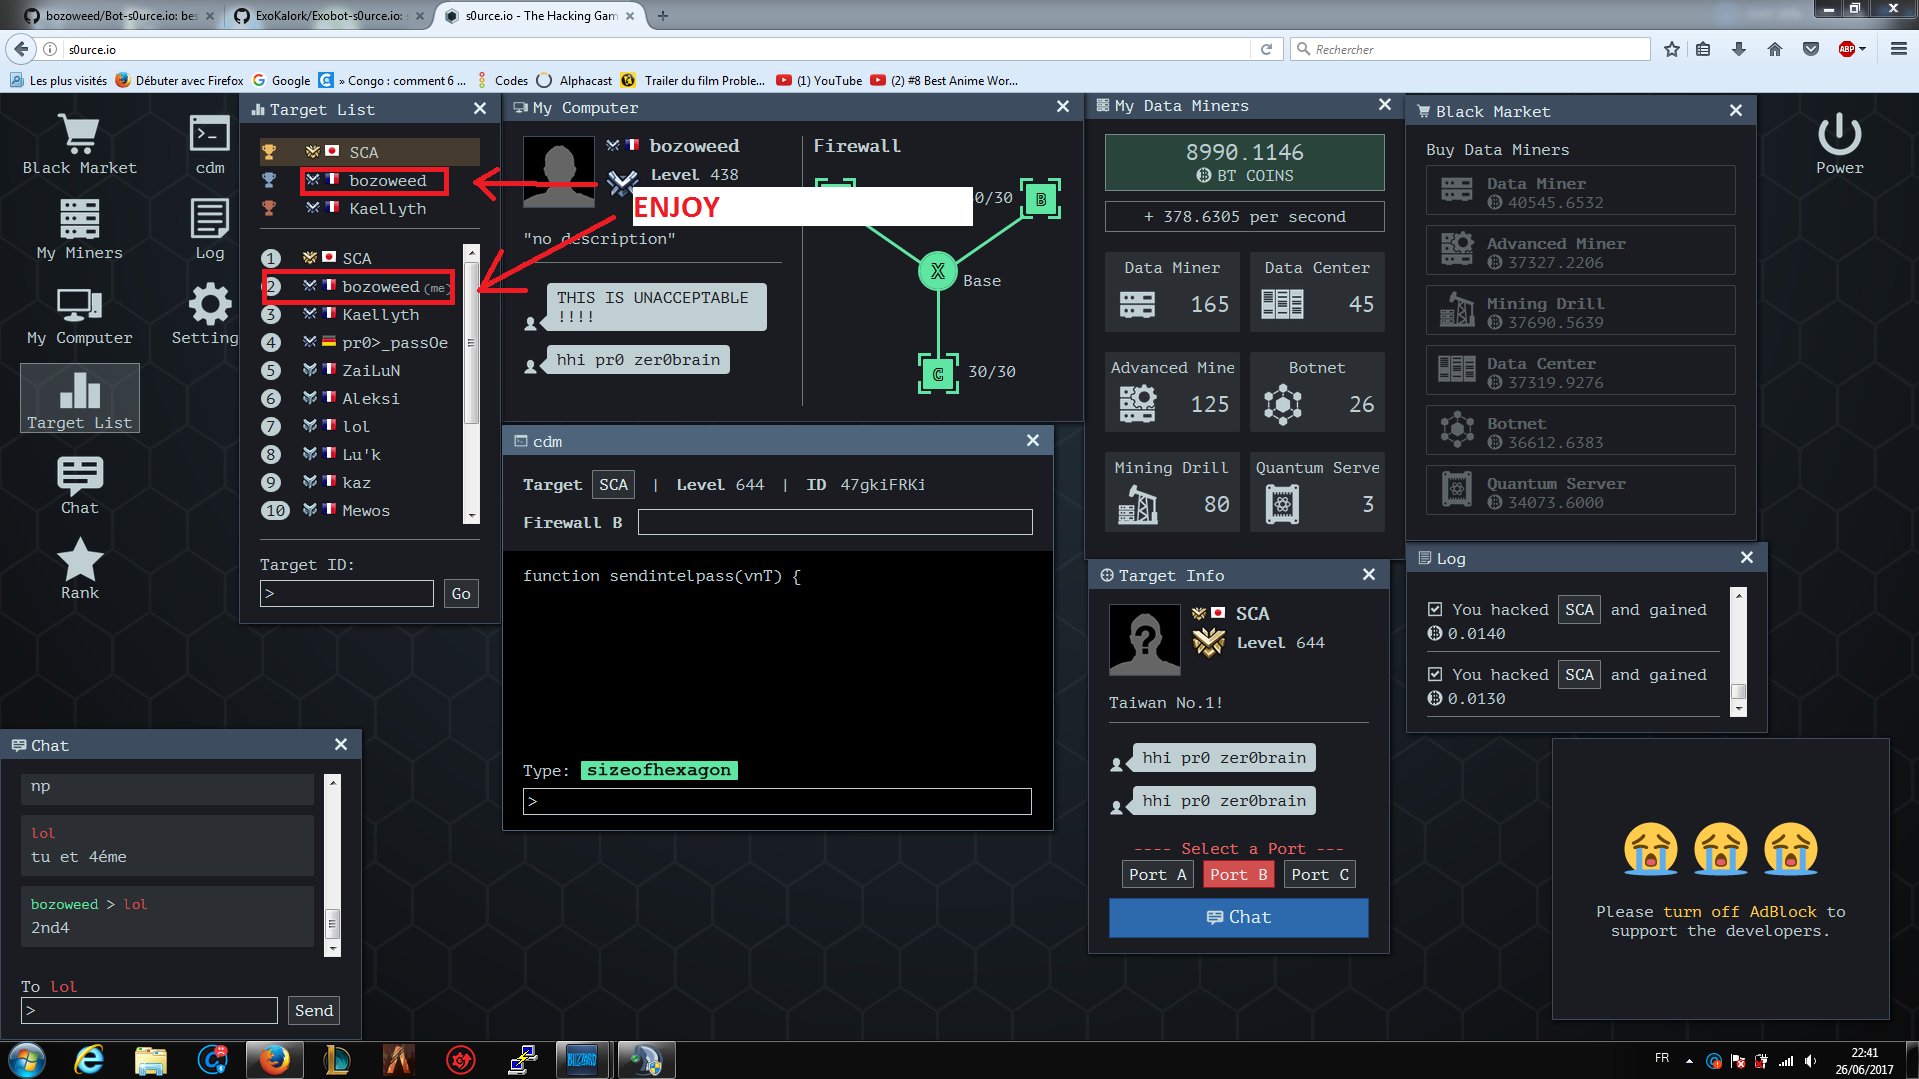 bozoweed/Bot-s0urce.io: bes
ExoKalork/Exobot-s0urce.io: s
s0urce.io - The Hacking Gam
s0urce.io
Rechercher
ABP
Les plus visités
Débuter avec Firefox
Google
» Congo : comment 6 ...
Codes
Alphacast
Trailer du film Proble...
(1) YouTube
(2) #8 Best Anime Wor...
Black Market
cdm
My Miners
Log
My Computer
Setting
Target List
Chat
Rank
Power
Target List
SCA
bozoweed
Kaellyth
1 SCA
2 bozoweed (me)
3 Kaellyth
4 pr0>_passOe
5 ZaiLuN
6 Aleksi
7 lol
8 Lu'k
9 kaz
10 Mewos
Target ID:
>
Go
My Computer
bozoweed
Level 438
ENJOY
"no description"
THIS IS UNACCEPTABLE
!!!!
hhi pr0 zer0brain
Firewall
0/30
B
X
Base
C
30/30
cdm
Target SCA | Level 644 | ID 47gkiFRKi
Firewall B
function sendintelpass(vnT) {
Type: sizeofhexagon
>
My Data Miners
8990.1146
BT COINS
+ 378.6305 per second
Data Miner
165
Data Center
45
Advanced Mine
125
Botnet
26
Mining Drill
80
Quantum Serve
3
Target Info
SCA
Level 644
Taiwan No.1!
hhi pr0 zer0brain
hhi pr0 zer0brain
---- Select a Port ---
Port A
Port B
Port C
Chat
Black Market
Buy Data Miners
Data Miner
40545.6532
Advanced Miner
37327.2206
Mining Drill
37690.5639
Data Center
37319.9276
Botnet
36612.6383
Quantum Server
34073.6000
Log
You hacked SCA and gained
0.0140
You hacked SCA and gained
0.0130
Please turn off AdBlock to
support the developers.
Chat
np
lol
tu et 4éme
bozoweed > lol
2nd4
To lol
>
Send
BLIZZARD
FR
22:41
26/06/2017